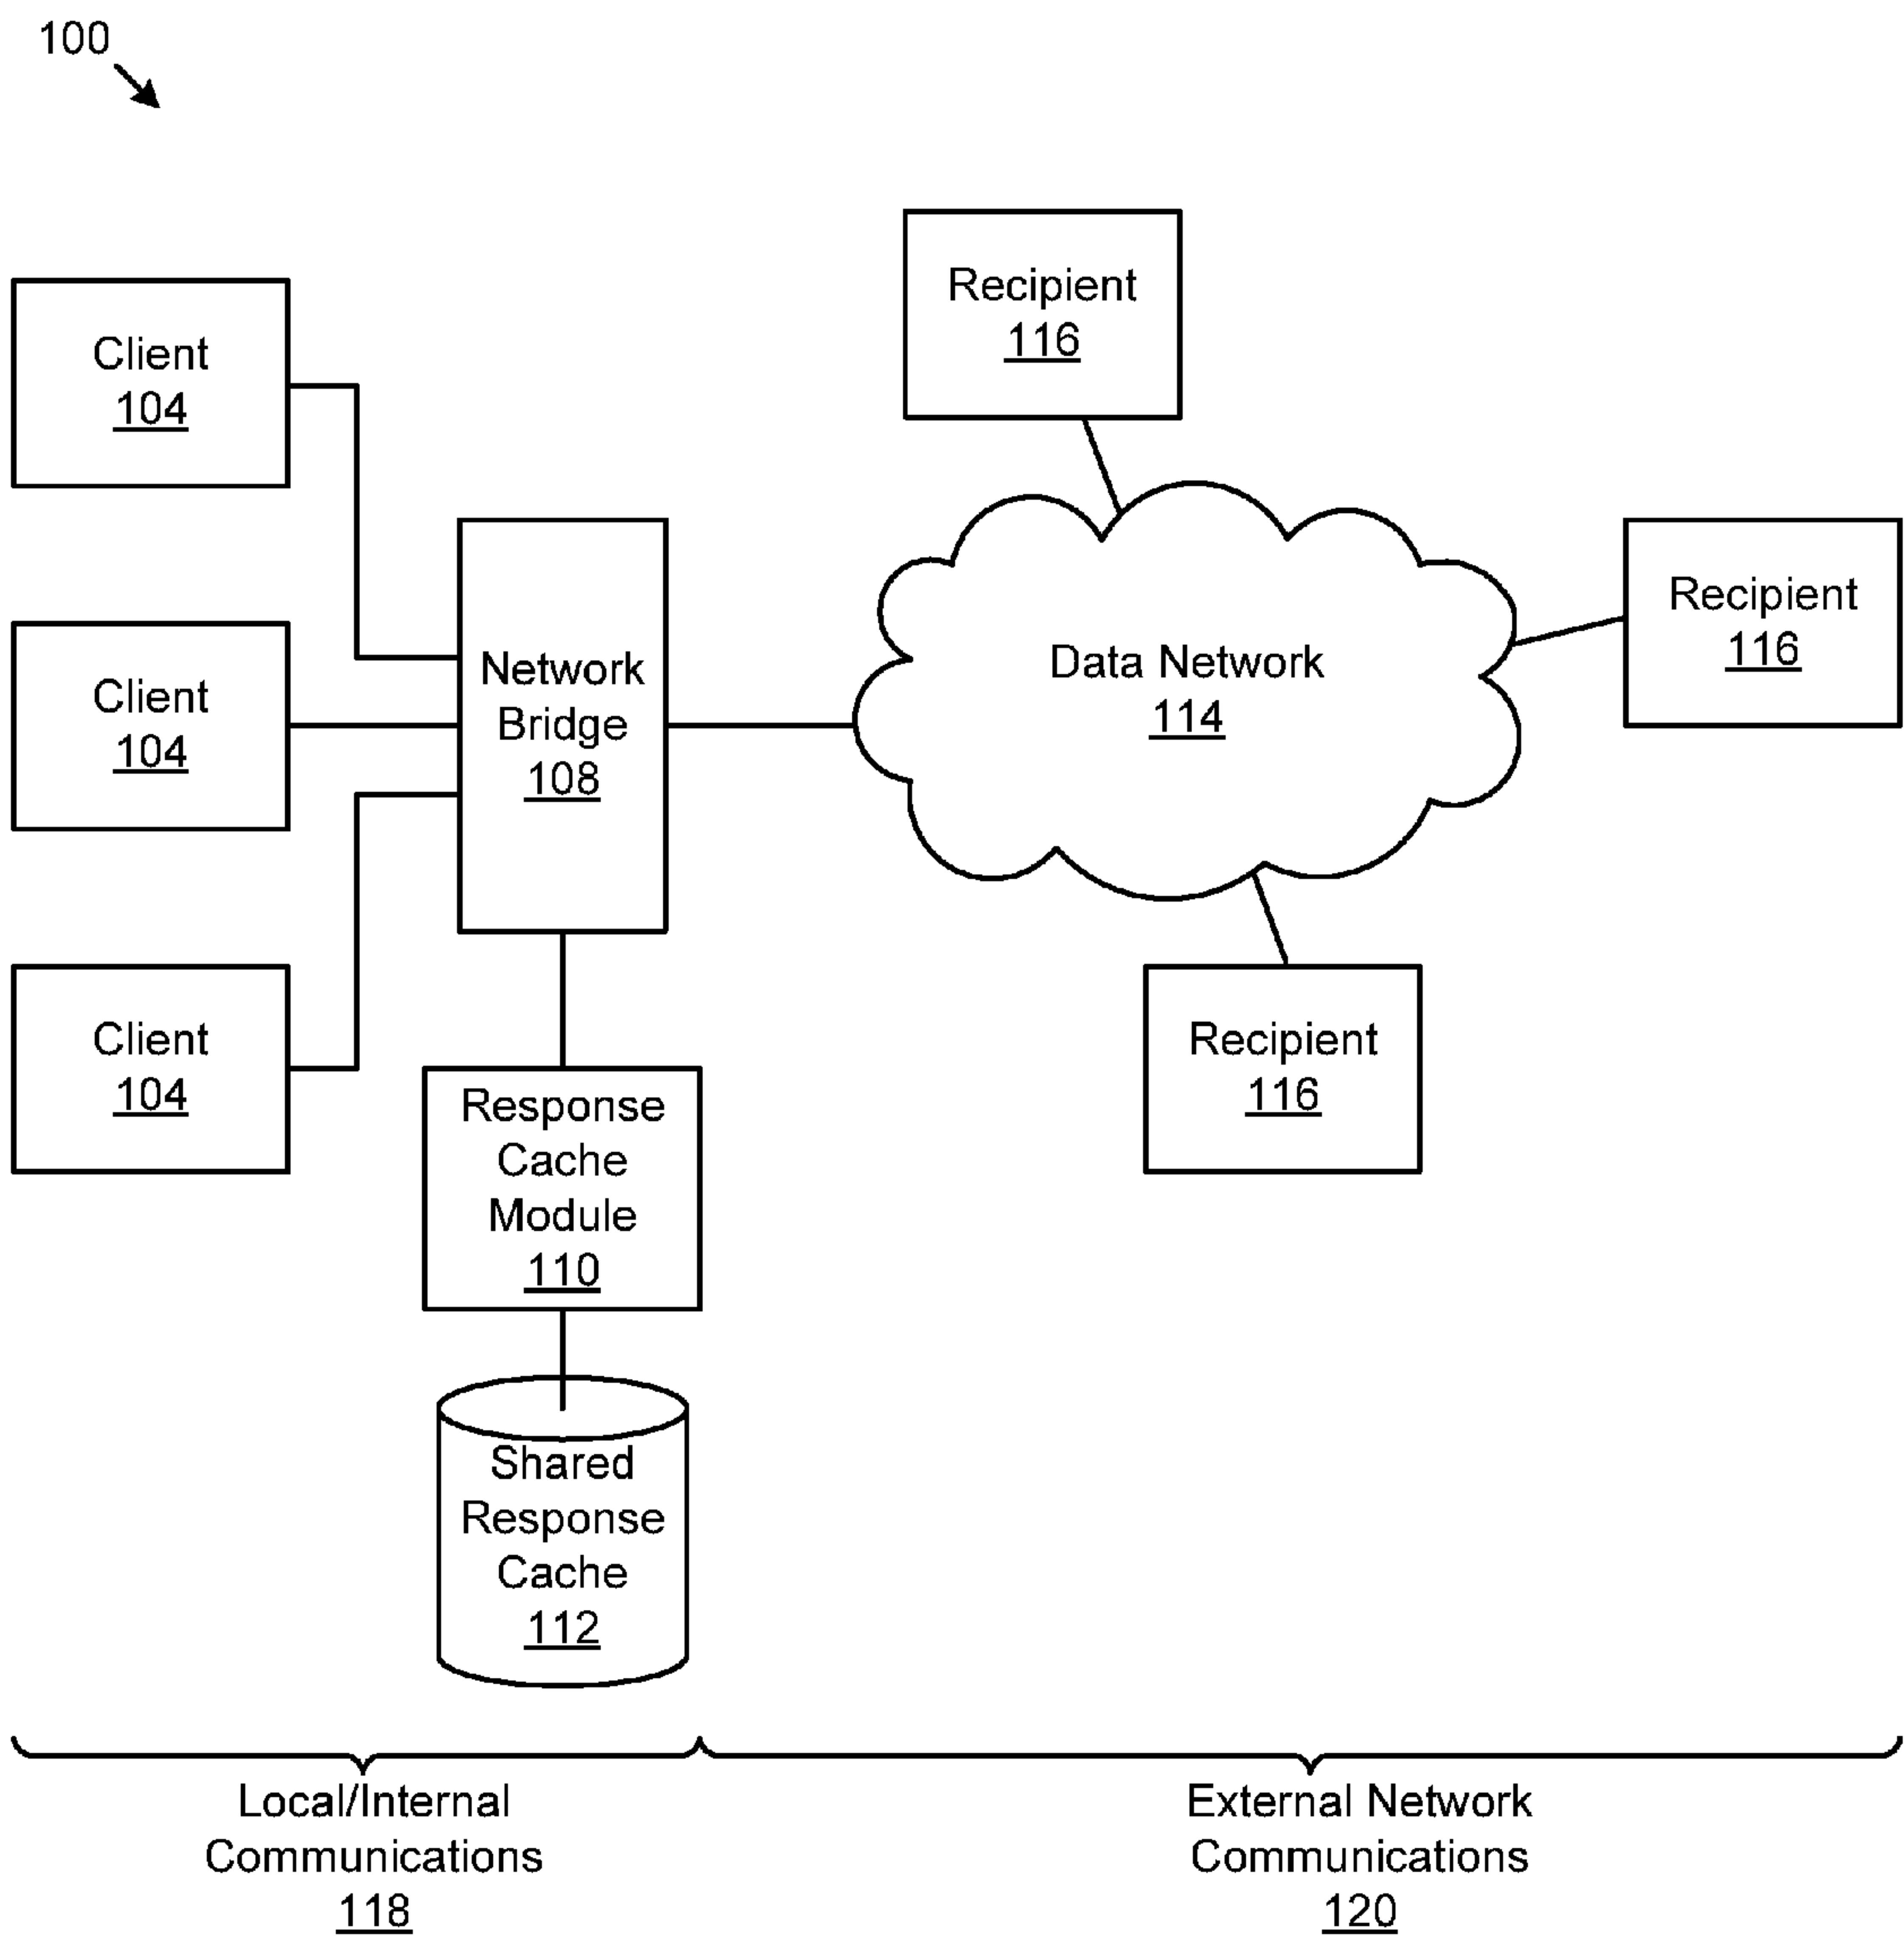 100
Recipient
116
Client
104
Recipient
116
Network
Bridge
108
Data Network
114
Client
104
Client
104
Recipient
116
Response
Cache
Module
110
Shared
Response
Cache
112
Local/Internal
Communications
118
External Network
Communications
120